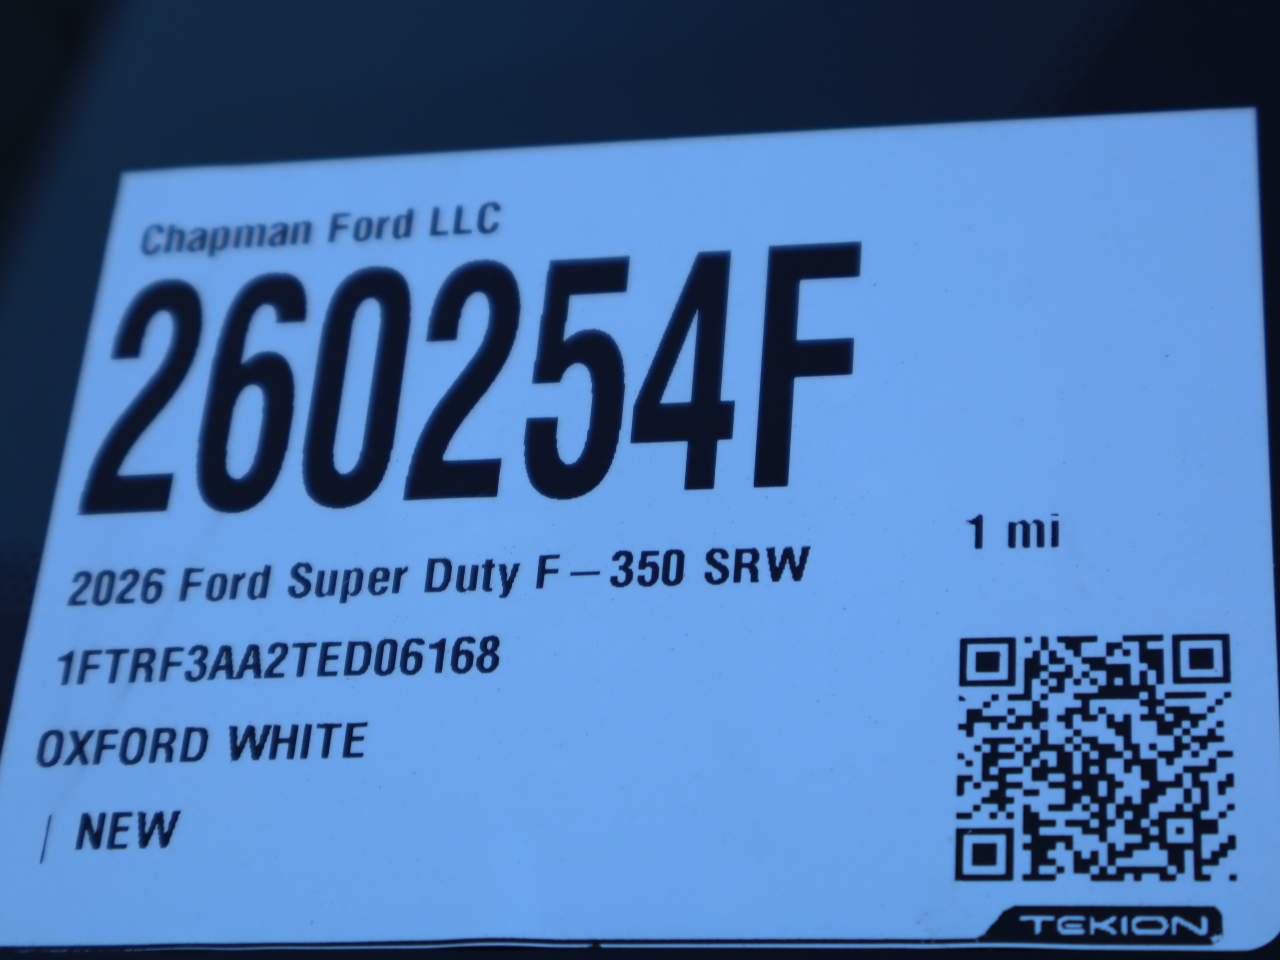 Chapman Ford LLC
260254F
1 mi
2026 Ford Super Duty F-350 SRW
1FTRF3AA2TED06168
OXFORD WHITE
| NEW
TEKION